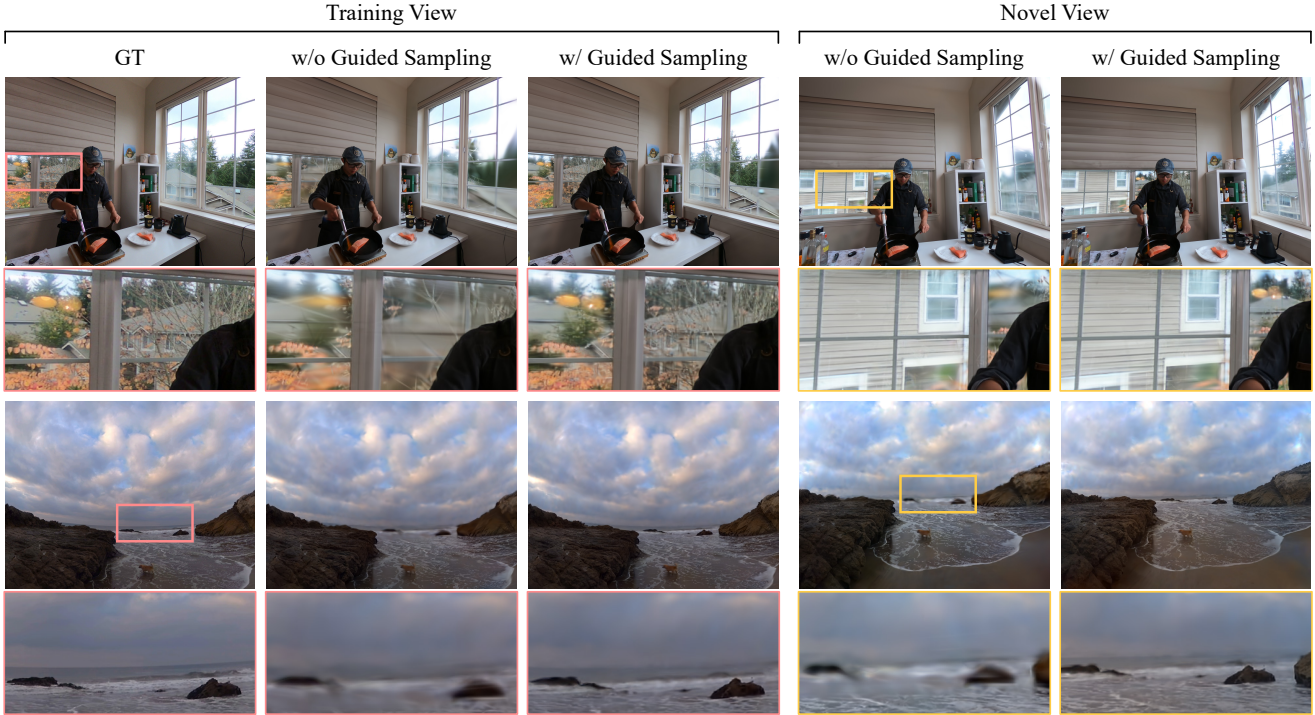 Training View
Novel View
GT
w/o Guided Sampling
w/ Guided Sampling
w/o Guided Sampling
w/ Guided Sampling